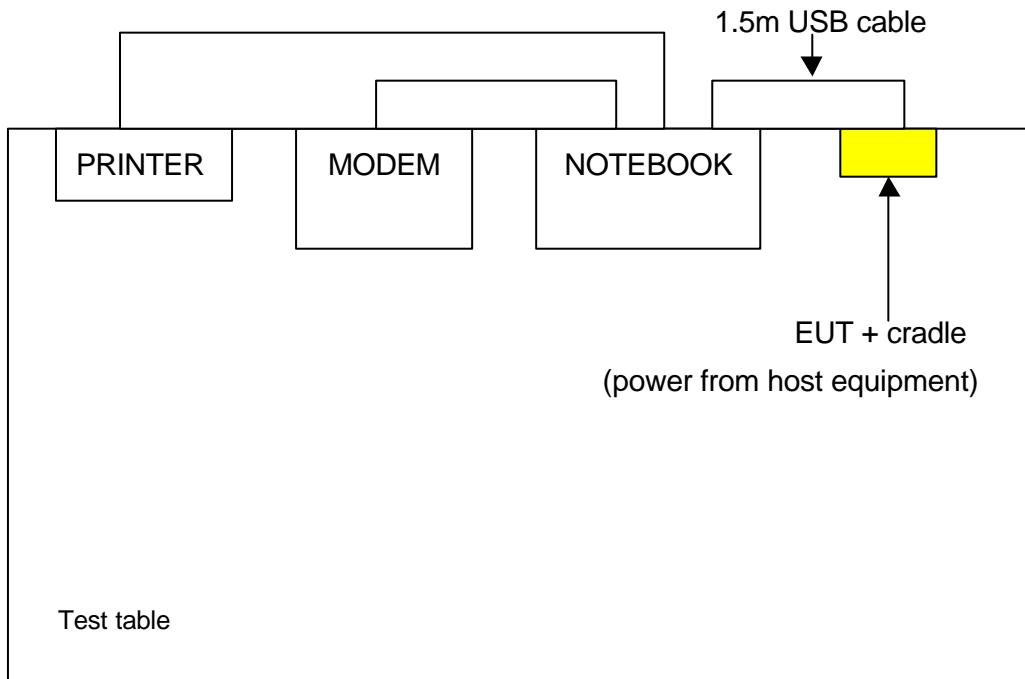 1.5m USB cable
PRINTER
MODEM
NOTEBOOK
EUT + cradle
(power from host equipment)
Test table